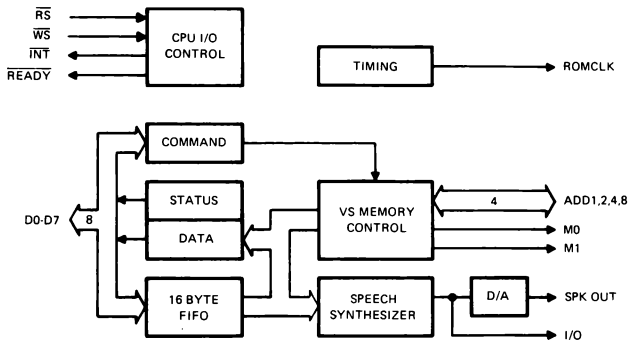 RS
WS
INT
READY
CPU I/O
CONTROL
TIMING
ROMCLK
COMMAND
STATUS
DATA
D0-D7
8
VS MEMORY
CONTROL
4
ADD1,2,4,8
M0
M1
16 BYTE
FIFO
SPEECH
SYNTHESIZER
D/A
SPK OUT
I/O